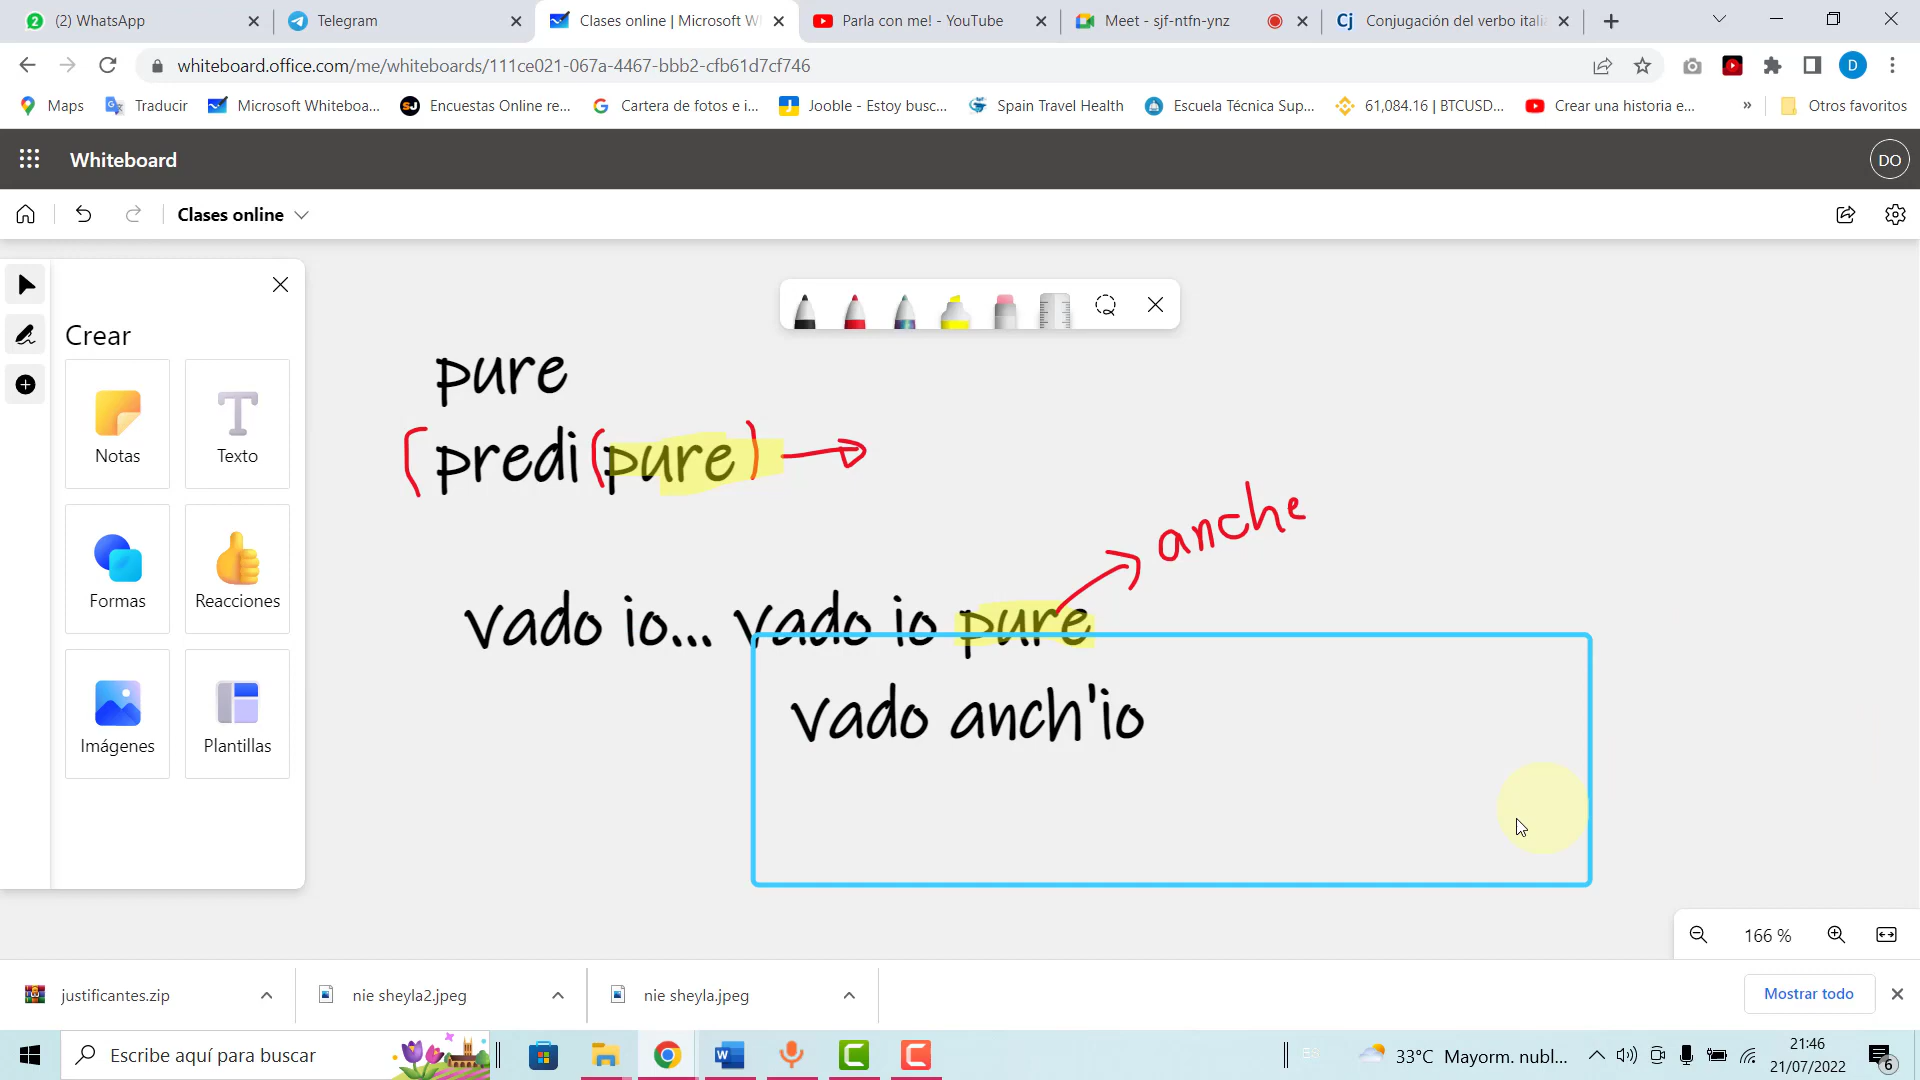 (2) WhatsApp
Telegram
Clases online | Microsoft W
Parla con me! - YouTube
Meet - sjf-ntfn-ynz
Conjugación del verbo itali
whiteboard.office.com/me/whiteboards/111ce021-067a-4467-bbb2-cfb61d7cf746
D
Maps
Traducir
Microsoft Whiteboa...
Encuestas Online re...
Cartera de fotos e i...
Jooble - Estoy busc...
Spain Travel Health
Escuela Técnica Sup...
61,084.16 | BTCUSD...
Crear una historia e...
»
Otros favoritos
Whiteboard
DO
Clases online
Crear
Notas
Texto
Formas
Reacciones
Imágenes
Plantillas
pure
(predi (pure)
anche
vado io... vado io pure
vado anch'io
166 %
justificantes.zip
nie sheyla2.jpeg
nie sheyla.jpeg
Mostrar todo
Escribe aquí para buscar
33°C Mayorm. nubl...
21:46
21/07/2022
6